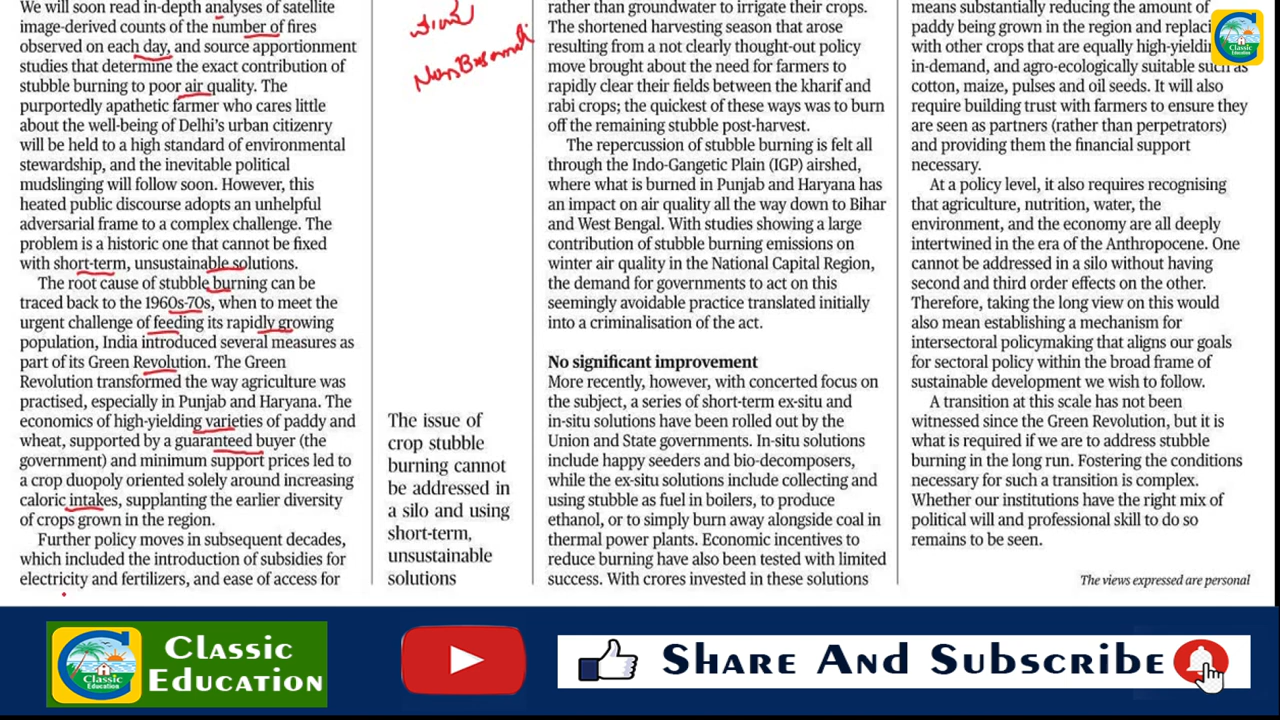 We will soon read in-depth analyses of satellite
image-derived counts of the number of fires
observed on each day, and source apportionment
studies that determine the exact contribution of
stubble burning to poor air quality. The
purportedly apathetic farmer who cares little
about the well-being of Delhi's urban citizenry
will be held to a high standard of environmental
stewardship, and the inevitable political
mudslinging will follow soon. However, this
heated public discourse adopts an unhelpful
adversarial frame to a complex challenge. The
problem is a historic one that cannot be fixed
with short-term, unsustainable solutions.
The root cause of stubble burning can be
traced back to the 1960s-70s, when to meet the
urgent challenge of feeding its rapidly growing
population, India introduced several measures as
part of its Green Revolution. The Green
Revolution transformed the way agriculture was
practised, especially in Punjab and Haryana. The
economics of high-yielding varieties of paddy and
wheat, supported by a guaranteed buyer (the
government) and minimum support prices led to
a crop duopoly oriented solely around increasing
caloric intakes, supplanting the earlier diversity
of crops grown in the region.
Further policy moves in subsequent decades,
which included the introduction of subsidies for
electricity and fertilizers, and ease of access for
The issue of
crop stubble
burning cannot
be addressed in
a silo and using
short-term,
unsustainable
solutions
rather than groundwater to irrigate their crops.
The shortened harvesting season that arose
resulting from a not clearly thought-out policy
move brought about the need for farmers to
rapidly clear their fields between the kharif and
rabi crops; the quickest of these ways was to burn
off the remaining stubble post-harvest.
The repercussion of stubble burning is felt all
through the Indo-Gangetic Plain (IGP) airshed,
where what is burned in Punjab and Haryana has
an impact on air quality all the way down to Bihar
and West Bengal. With studies showing a large
contribution of stubble burning emissions on
winter air quality in the National Capital Region,
the demand for governments to act on this
seemingly avoidable practice translated initially
into a criminalisation of the act.
No significant improvement
More recently, however, with concerted focus on
the subject, a series of short-term ex-situ and
in-situ solutions have been rolled out by the
Union and State governments. In-situ solutions
include happy seeders and bio-decomposers,
while the ex-situ solutions include collecting and
using stubble as fuel in boilers, to produce
ethanol, or to simply burn away alongside coal in
thermal power plants. Economic incentives to
reduce burning have also been tested with limited
success. With crores invested in these solutions
means substantially reducing the amount of
paddy being grown in the region and replacing
with other crops that are equally high-yielding
in-demand, and agro-ecologically suitable such as
cotton, maize, pulses and oil seeds. It will also
require building trust with farmers to ensure they
are seen as partners (rather than perpetrators)
and providing them the financial support
necessary.
At a policy level, it also requires recognising
that agriculture, nutrition, water, the
environment, and the economy are all deeply
intertwined in the era of the Anthropocene. One
cannot be addressed in a silo without having
second and third order effects on the other.
Therefore, taking the long view on this would
also mean establishing a mechanism for
intersectoral policymaking that aligns our goals
for sectoral policy within the broad frame of
sustainable development we wish to follow.
A transition at this scale has not been
witnessed since the Green Revolution, but it is
what is required if we are to address stubble
burning in the long run. Fostering the conditions
necessary for such a transition is complex.
Whether our institutions have the right mix of
political will and professional skill to do so
remains to be seen.
The views expressed are personal
Classic
Education
Classic
Education
Classic
Education
Share And Subscribe